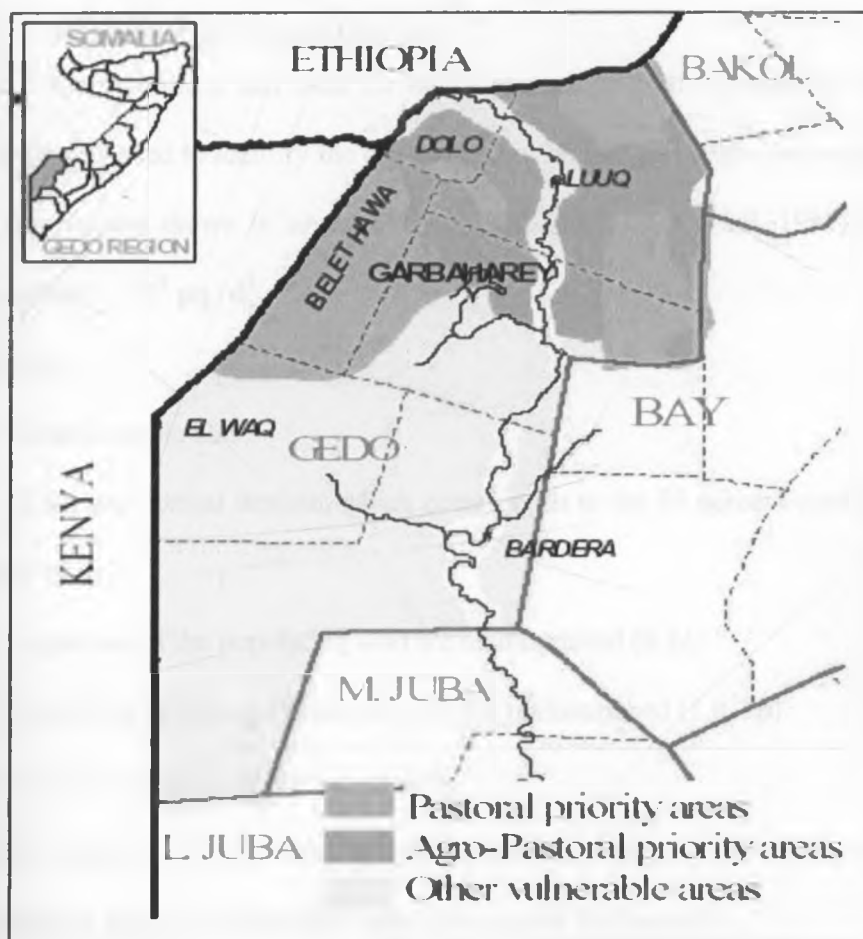 SOMALIA
GEDO REGION
ETHIOPIA
BAKOL
DOLO
LUUQ
BELET HAWA
GARBAHAREY
EL WAQ
GEDO
BAY
KENYA
BARDERA
M. JUBA
L. JUBA
Pastoral priority areas
Agro-Pastoral priority areas
Other vulnerable areas